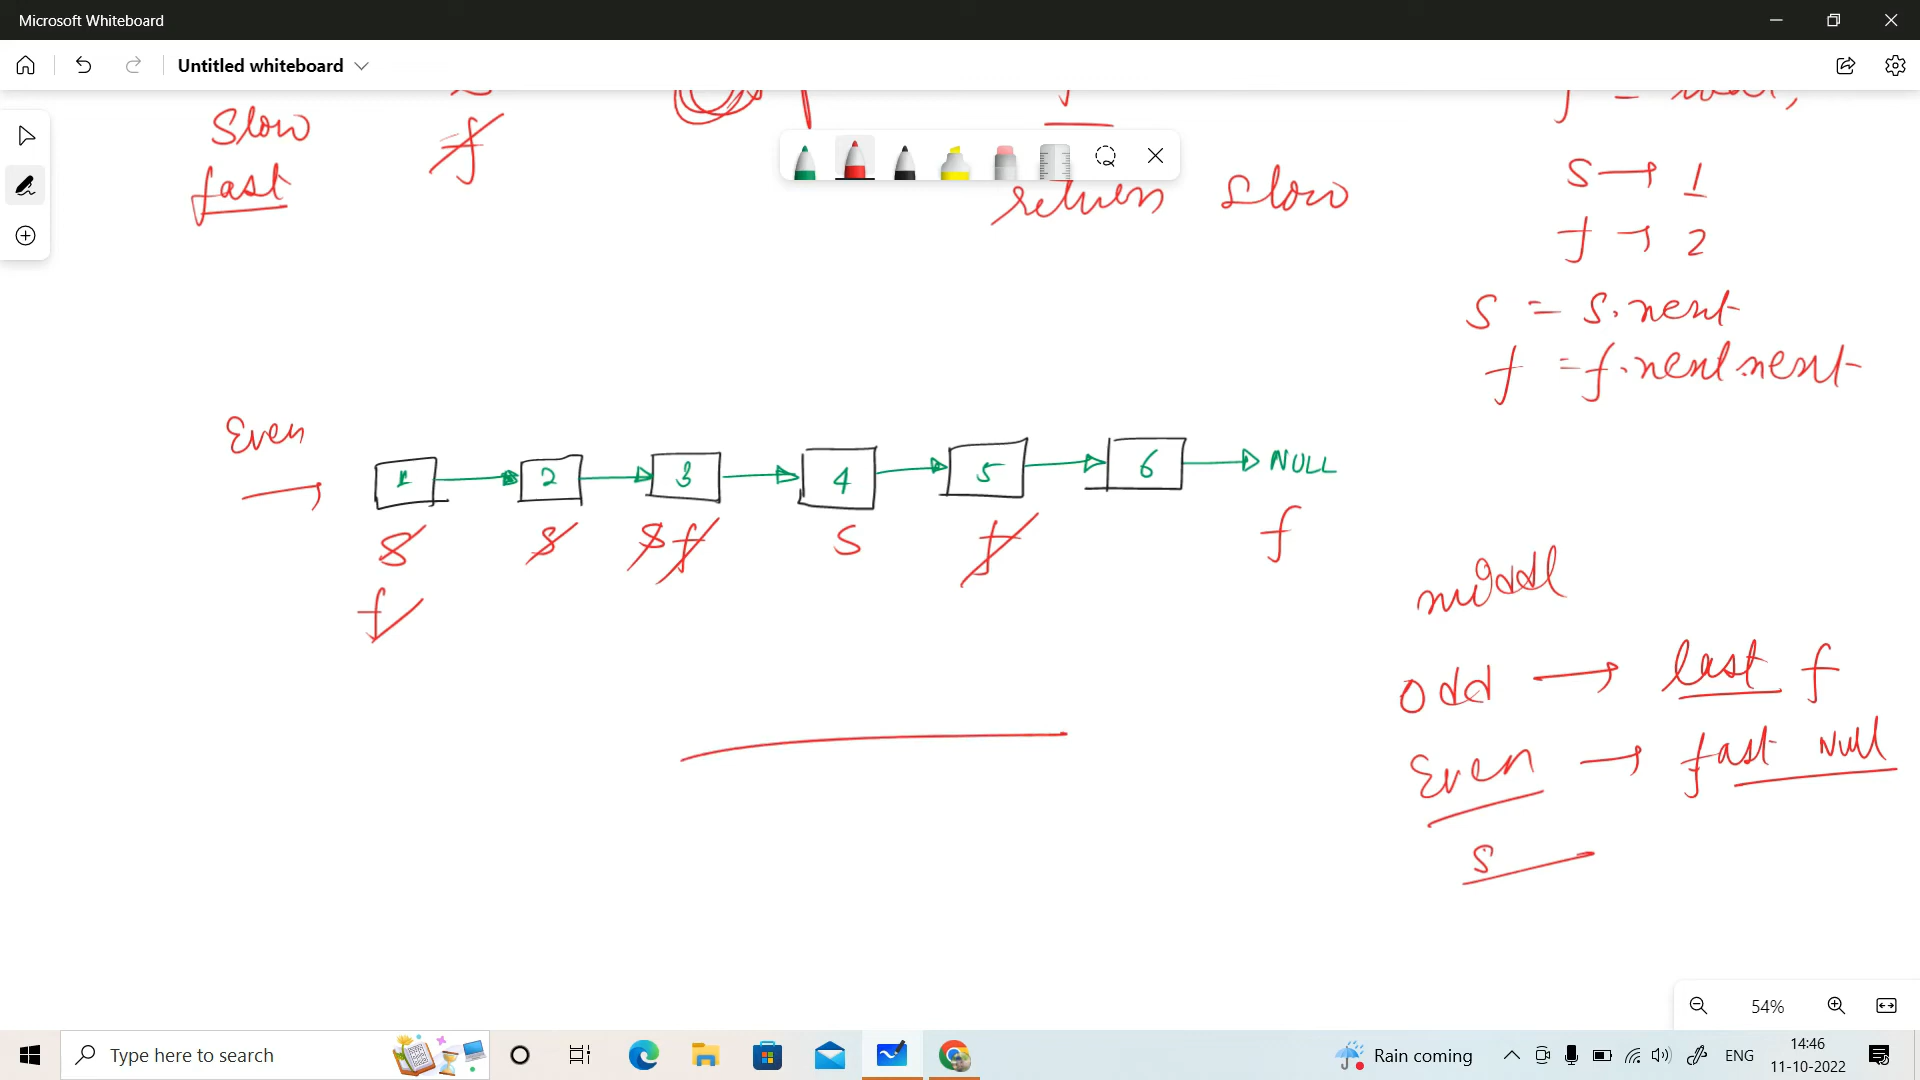 Microsoft Whiteboard
Untitled whiteboard
Slow
f
fast
return Slow
S → 1
f → 2
S = S.next
f = f.next.next
Even
→
1 → 2 → 3 → 4 → 5 → 6 → NULL
S S S f S f f
f
middl
odd → last f
Even → fast Null
S
54%
Type here to search
Rain coming
ENG
14:46
11-10-2022